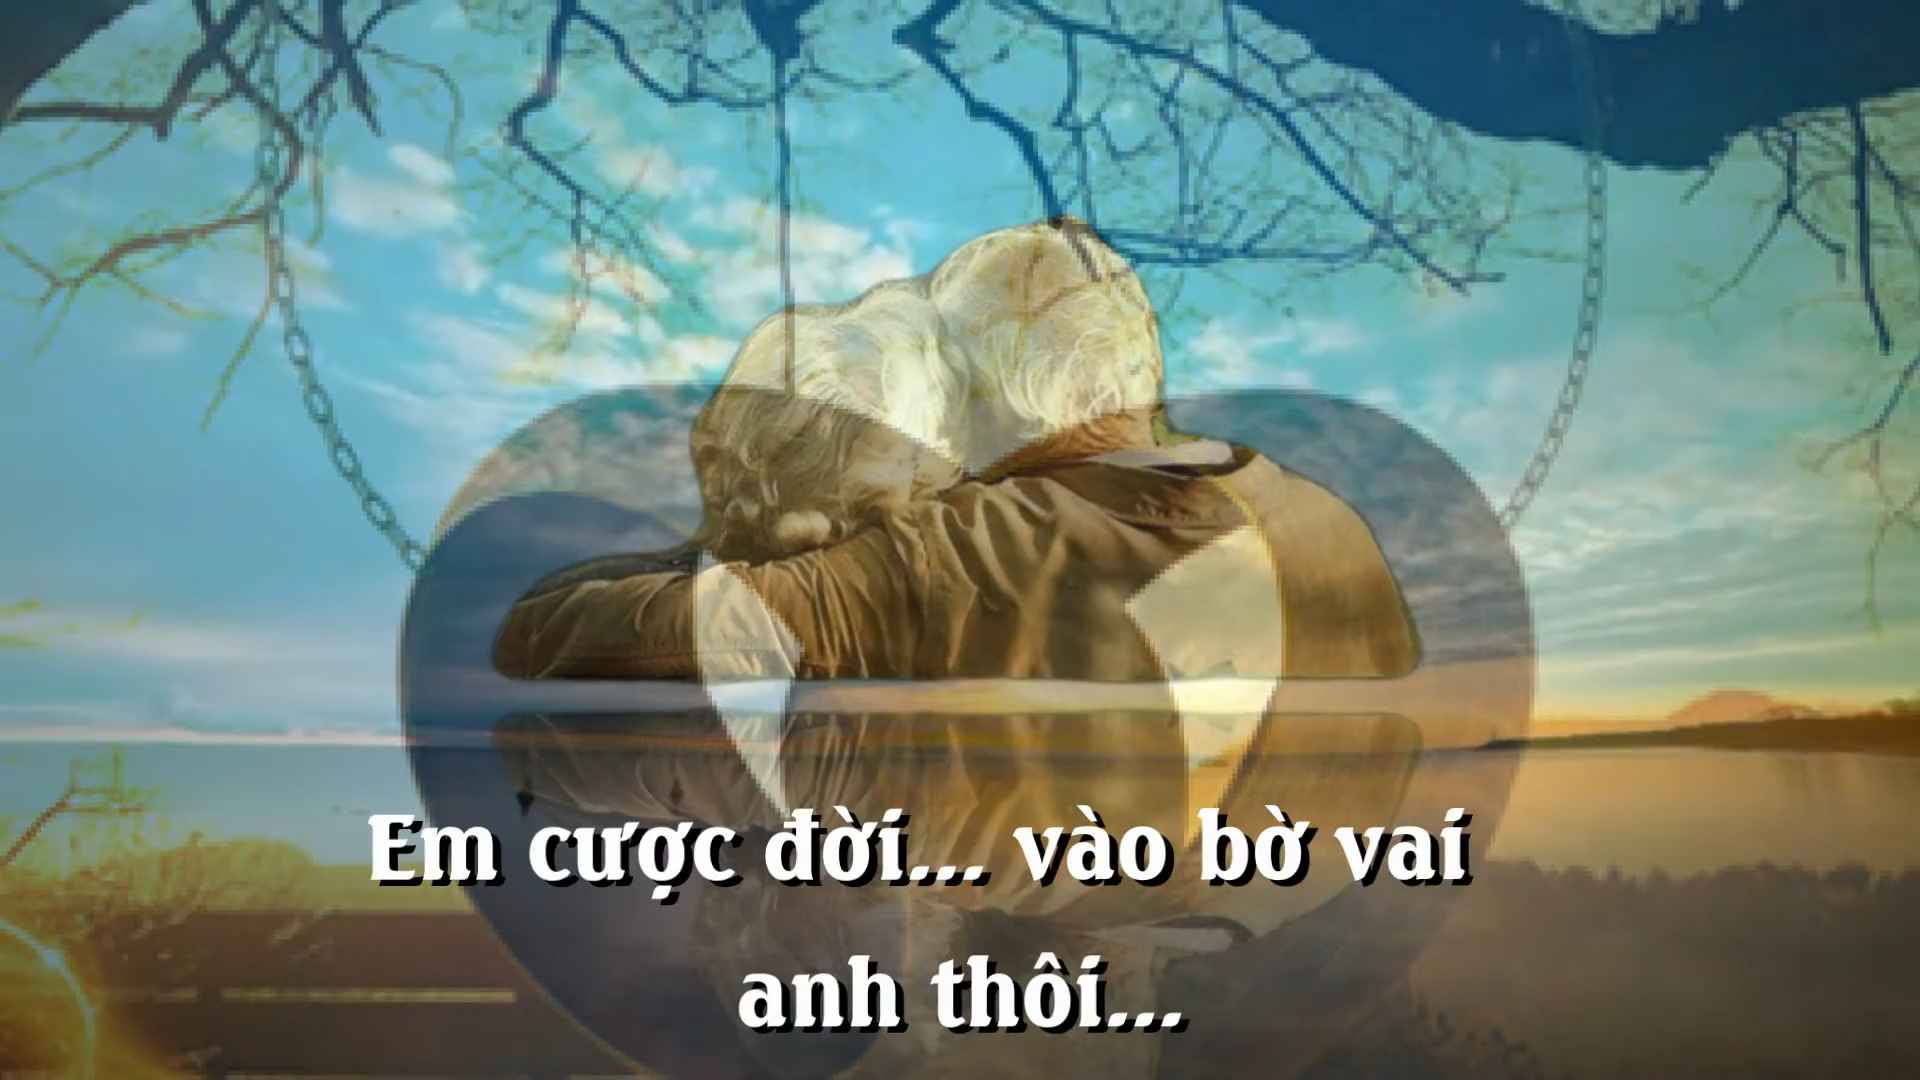 Em cược đời... vào bờ vai
anh thôi...